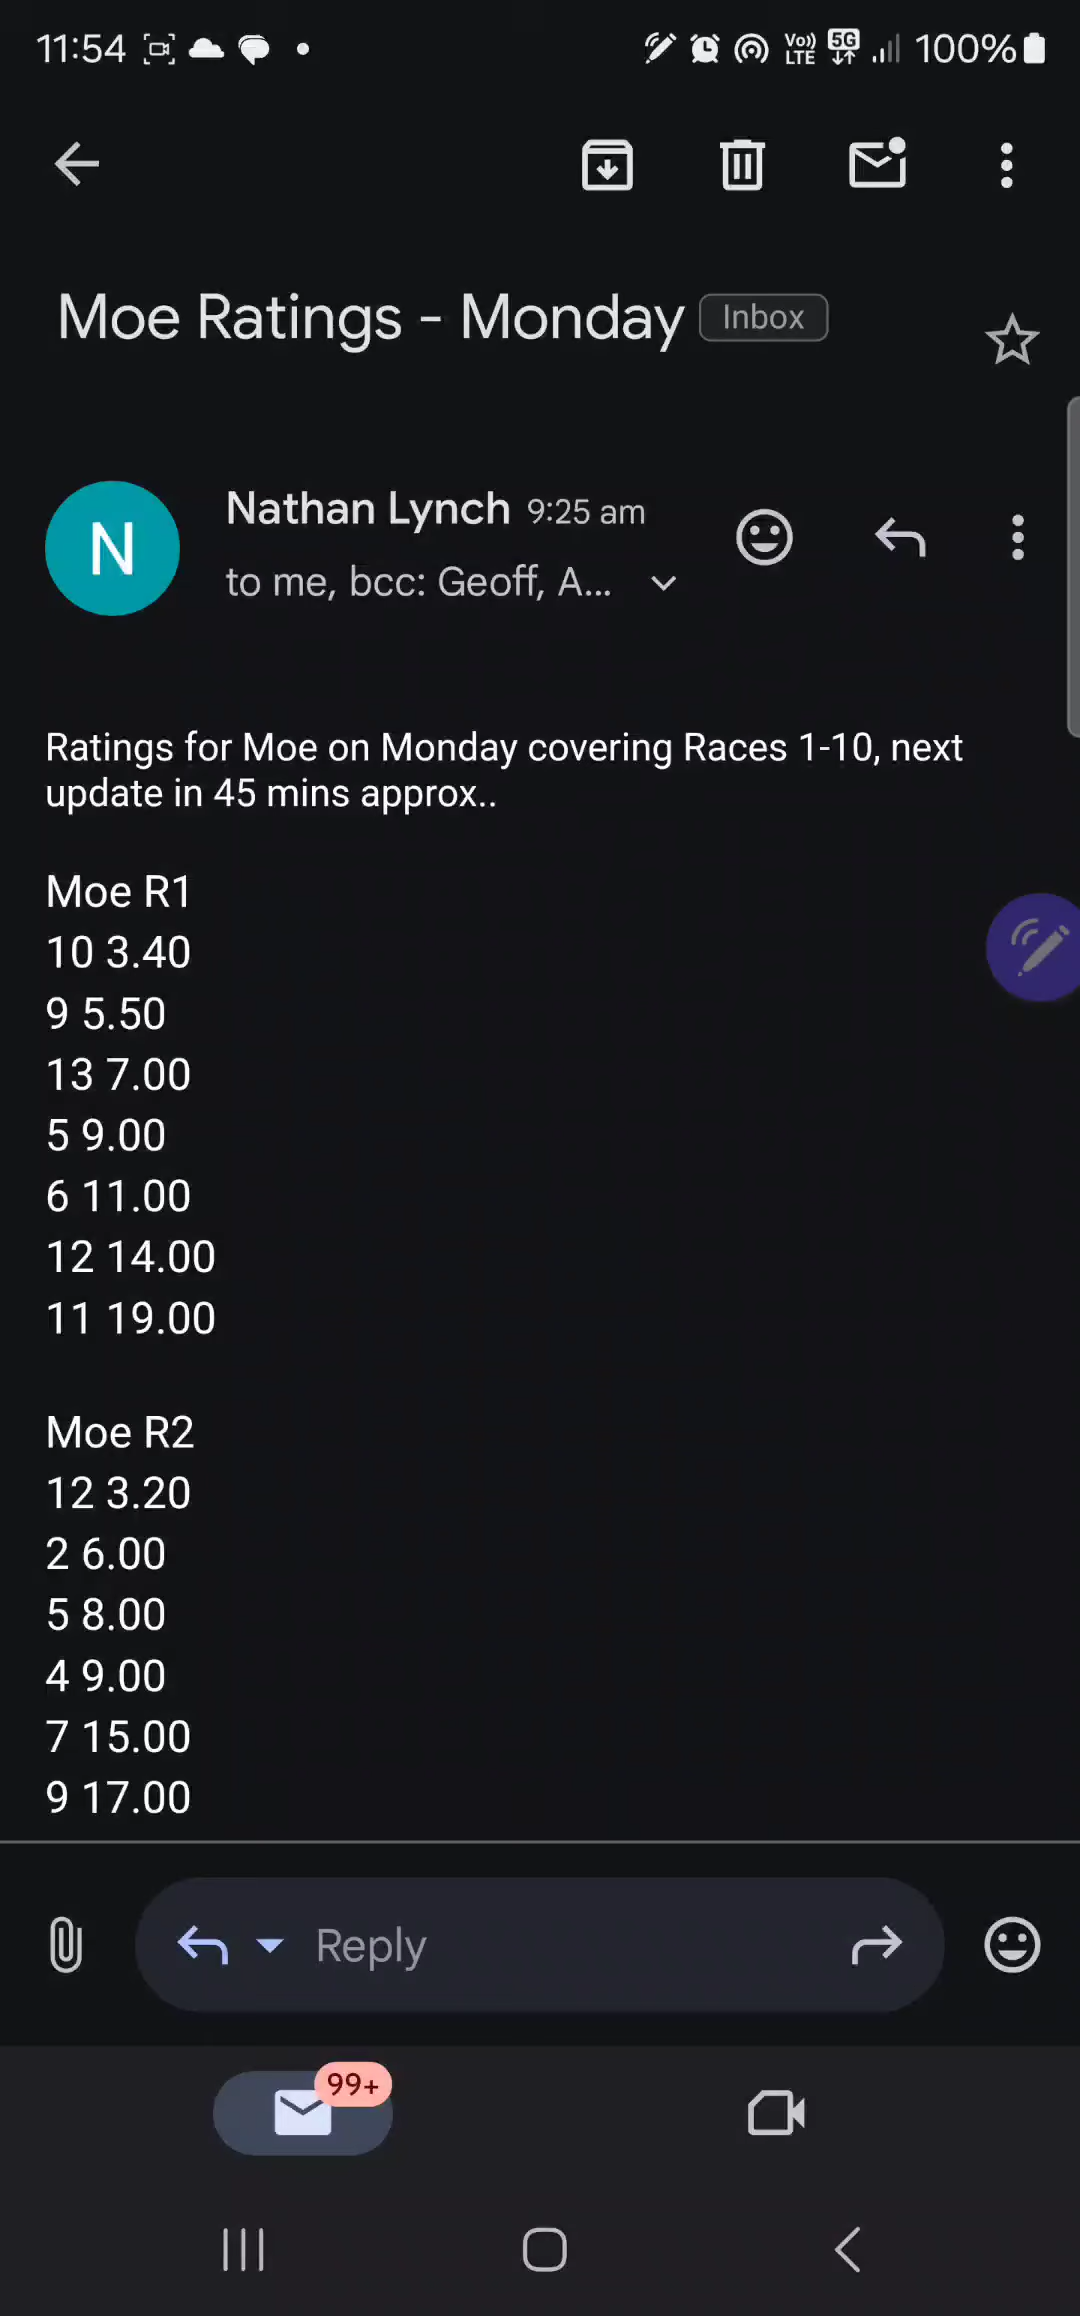 11:54
Vo)) LTE 5G 100%
Moe Ratings - Monday Inbox
N
Nathan Lynch 9:25 am
to me, bcc: Geoff, A...
Ratings for Moe on Monday covering Races 1-10, next
update in 45 mins approx..
Moe R1
10 3.40
9 5.50
13 7.00
5 9.00
6 11.00
12 14.00
11 19.00
Moe R2
12 3.20
2 6.00
5 8.00
4 9.00
7 15.00
9 17.00
Reply
99+